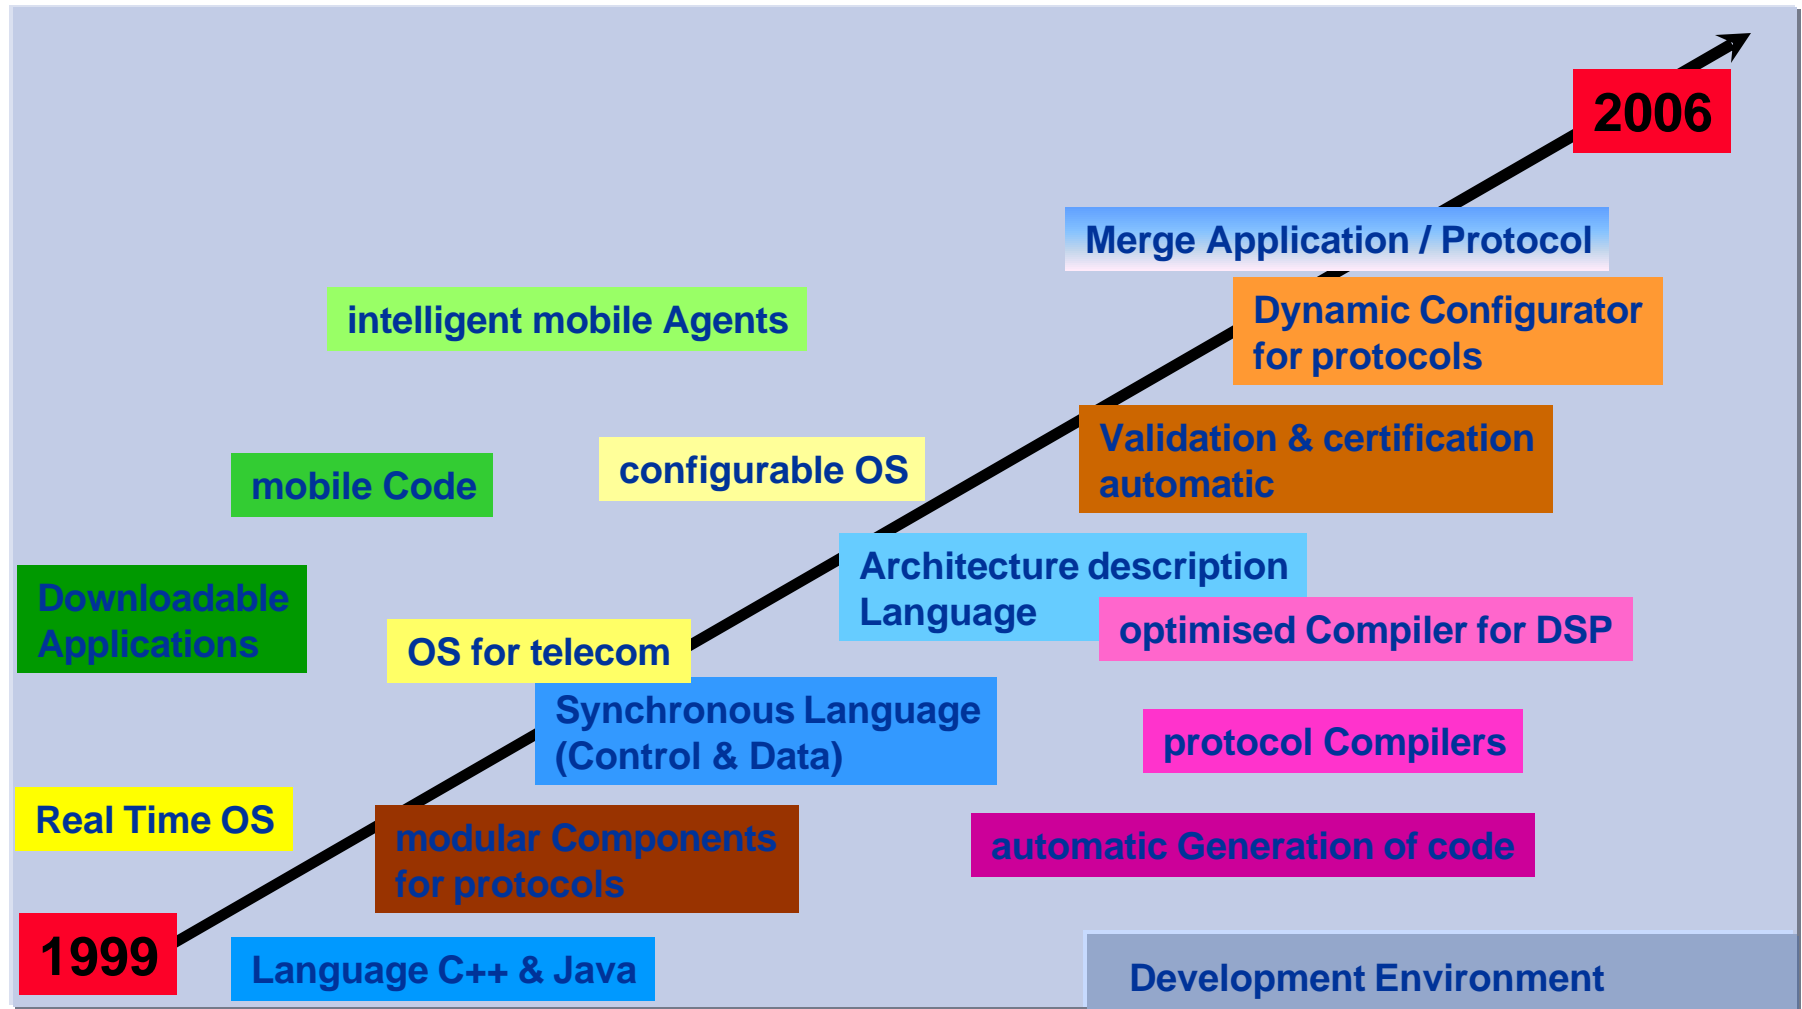 2006
Merge Application / Protocol
intelligent mobile Agents
Dynamic Configurator
for protocols
Validation & certification
automatic
configurable OS
mobile Code
Architecture description
Language
Downloadable
Applications
optimised Compiler for DSP
OS for telecom
Synchronous Language
(Control & Data)
protocol Compilers
Real Time OS
modular Components
for protocols
automatic Generation of code
1999
Language C++ & Java
Development Environment